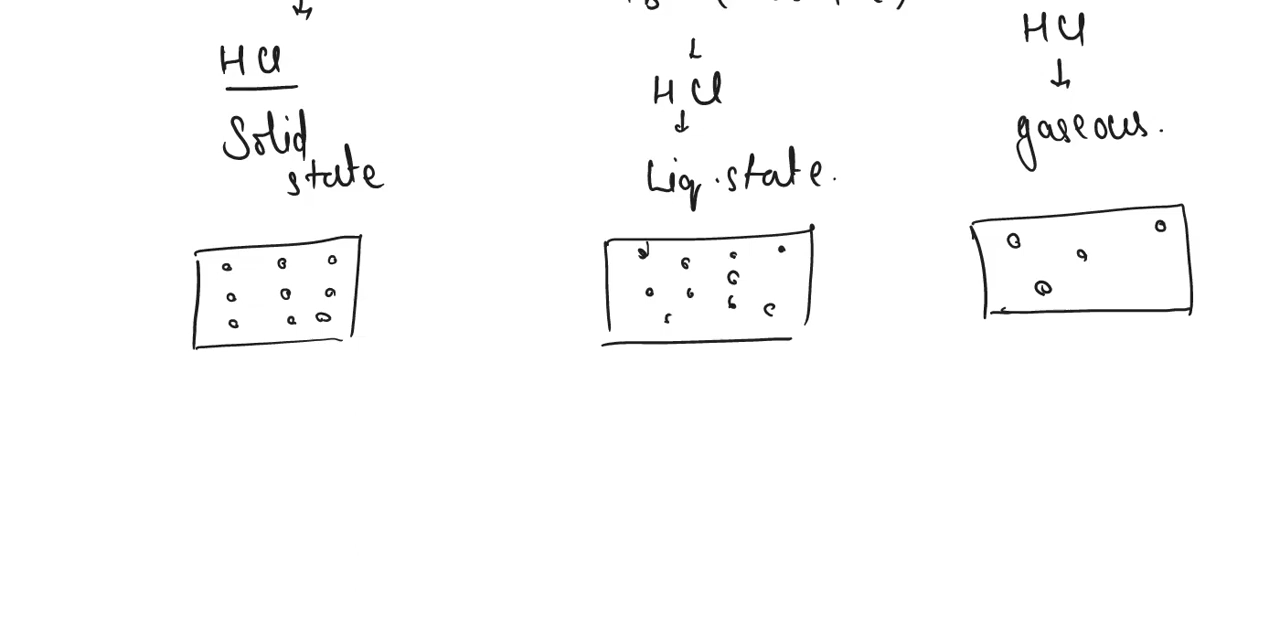 HCl
Solid
state
HCl
Liq. state.
HCl
gaseous.